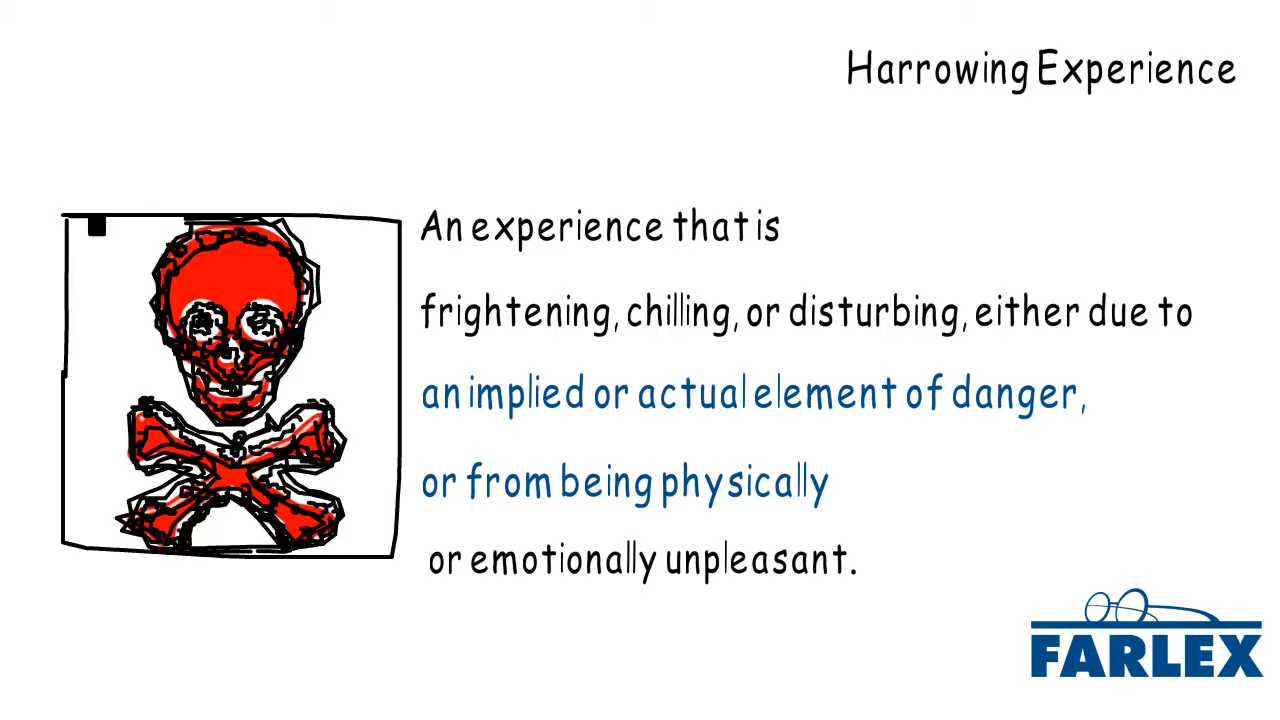 Harrowing Experience
An experience that is
frightening, chilling, or disturbing, either due to
an implied or actual element of danger,
or from being physically
or emotionally unpleasant.
FARLEX